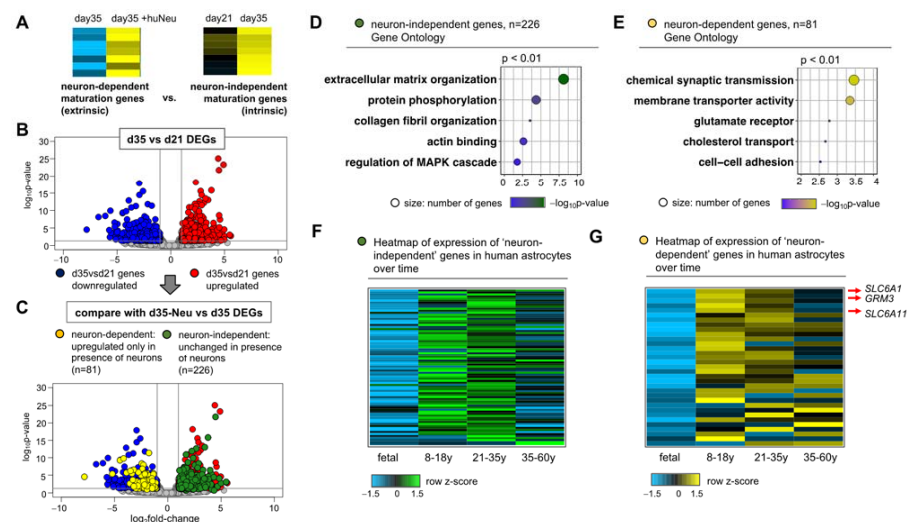 A
day35 day35 +huNeu
day21 day35
neuron-dependent
maturation genes
(extrinsic)
vs.
neuron-independent
maturation genes
(intrinsic)
B
d35 vs d21 DEGs
log10p-value
30
25
20
15
10
5
0
−10
−5
0
5
10
d35vsd21 genes
downregulated
d35vsd21 genes
upregulated
C
compare with d35-Neu vs d35 DEGs
neuron-dependent:
upregulated only in
presence of neurons
(n=81)
neuron-independent:
unchanged in presence
of neurons
(n=226)
log10p-value
30
25
20
15
10
5
0
−10
−5
0
5
10
log2fold-change
D
neuron-independent genes, n=226
Gene Ontology
p < 0.01
extracellular matrix organization
protein phosphorylation
collagen fibril organization
actin binding
regulation of MAPK cascade
2.5 5 7.5 10
size: number of genes
−log10p-value
E
neuron-dependent genes, n=81
Gene Ontology
p < 0.01
chemical synaptic transmission
membrane transporter activity
glutamate receptor
cholesterol transport
cell−cell adhesion
2 2.5 3 3.5 4
size: number of genes
−log10p-value
F
Heatmap of expression of 'neuron-
independent' genes in human astrocytes
over time
fetal 8-18y 21-35y 35-60y
row z-score
−1.5 0 1.5
G
Heatmap of expression of 'neuron-
dependent' genes in human astrocytes
over time
SLC6A1
GRM3
SLC6A11
fetal 8-18y 21-35y 35-60y
row z-score
−1.5 0 1.5